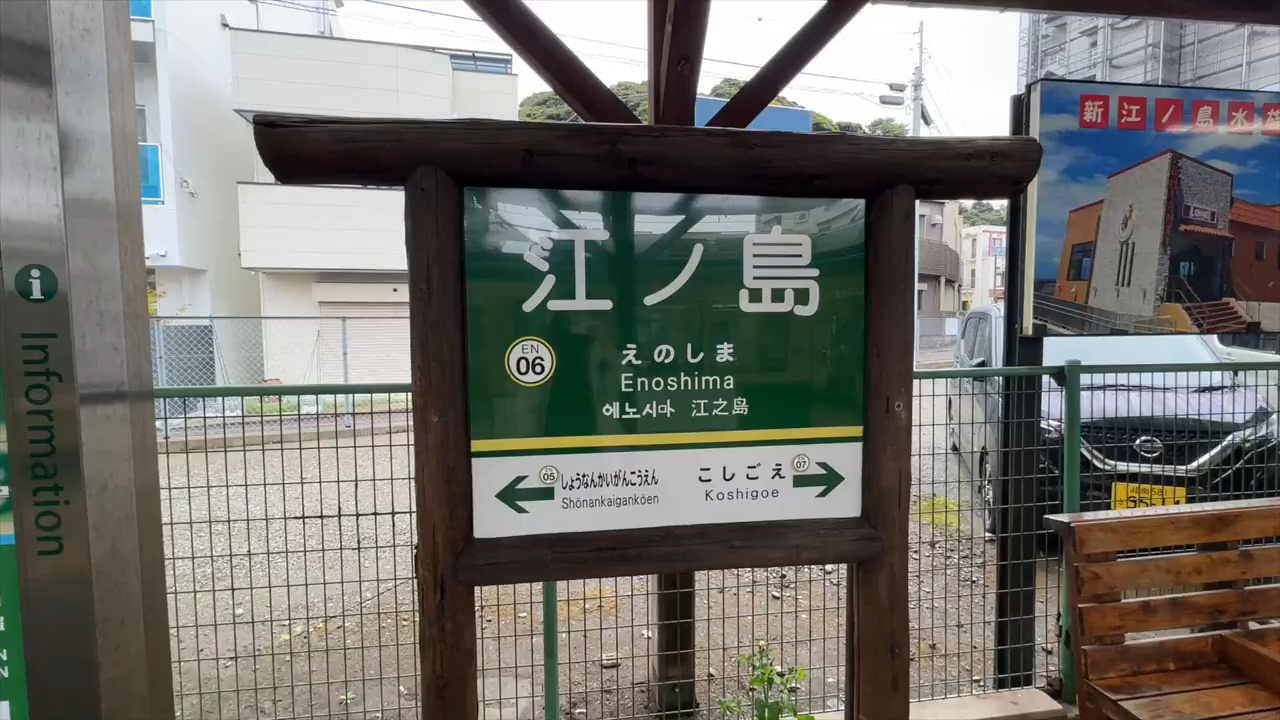 新江ノ島水
江ノ島
EN
06
えのしま
Enoshima
에노시마 江之島
EN
05
しょうなんかいがんこうえん
Shōnankaigankōen
こしごえ
EN
07
Koshigoe
i
Information